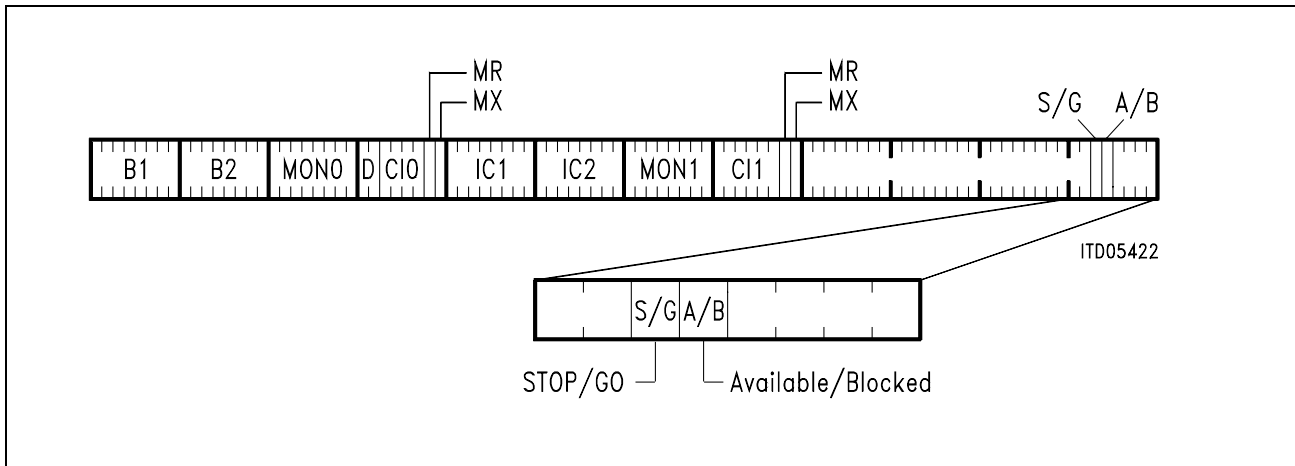 MR
MX
MR
MX
S/G A/B
B1 B2 MON0 D CI0 IC1 IC2 MON1 CI1
ITD05422
S/G A/B
STOP/GO Available/Blocked